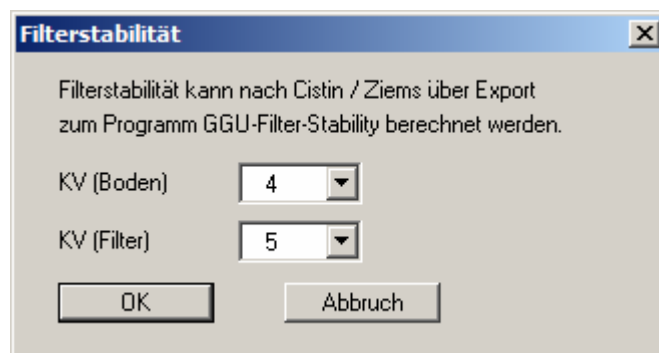 Filterstabilität
Filterstabilität kann nach Cistin / Ziems über Export
zum Programm GGU-Filter-Stability berechnet werden.
KV (Boden) 4
KV (Filter) 5
OK Abbruch